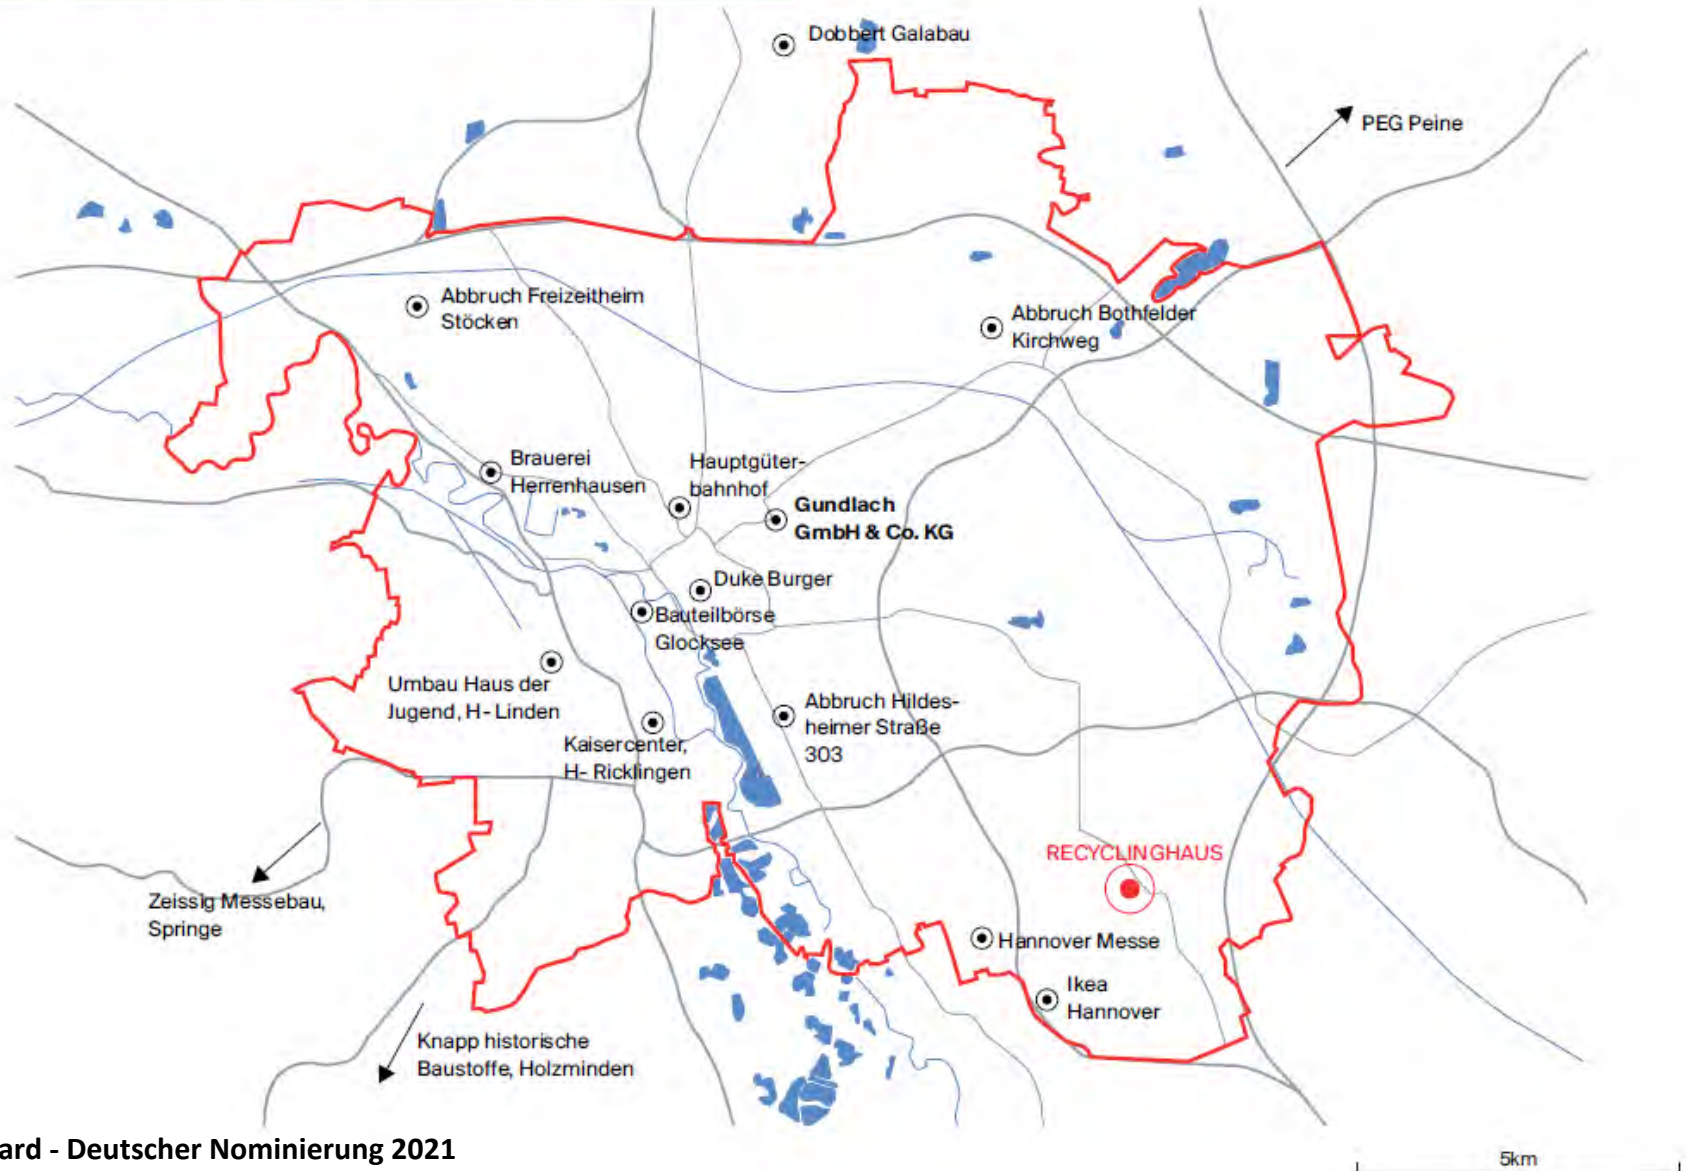 Dobbert Galabau
PEG Peine
Abbruch Freizeitheim
Stöcken
Abbruch Bothfelder
Kirchweg
Brauerei
Herrenhausen
Hauptgüter-
bahnhof
Gundlach
GmbH & Co. KG
Duke Burger
Bauteilbörse
Glocksee
Umbau Haus der
Jugend, H- Linden
Kaisercenter,
H- Ricklingen
Abbruch Hildes-
heimer Straße
303
RECYCLINGHAUS
Zeissig Messebau,
Springe
Hannover Messe
Ikea
Hannover
Knapp historische
Baustoffe, Holzminden
ard - Deutscher Nominierung 2021
5km